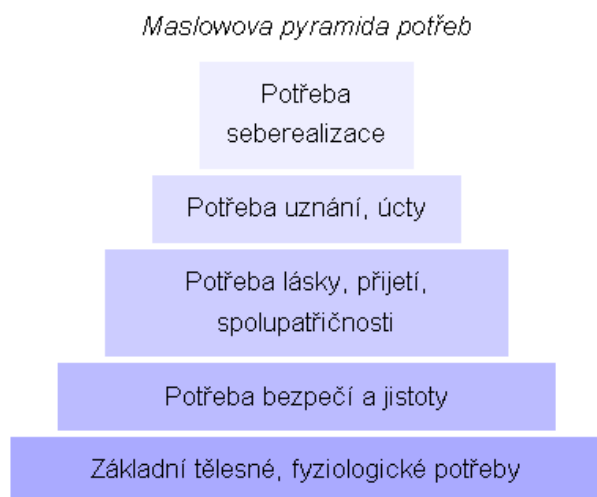 Maslowova pyramida potřeb
Potřeba
seberealizace
Potřeba uznání, úcty
Potřeba lásky, přijetí,
spolupatřičnosti
Potřeba bezpečí a jistoty
Základní tělesné, fyziologické potřeby